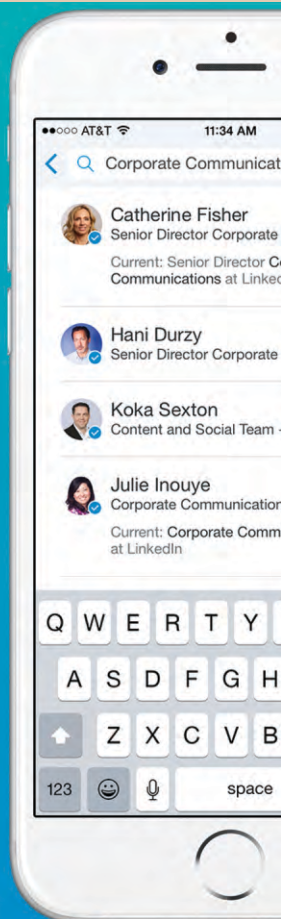 AT&T 11:34 AM
Corporate Communicat
Catherine Fisher
Senior Director Corporate
Current: Senior Director Co
Communications at Linked
Hani Durzy
Senior Director Corporate
Koka Sexton
Content and Social Team -
Julie Inouye
Corporate Communication
Current: Corporate Comm
at LinkedIn
Q W E R T Y
A S D F G H
Z X C V B
123 space